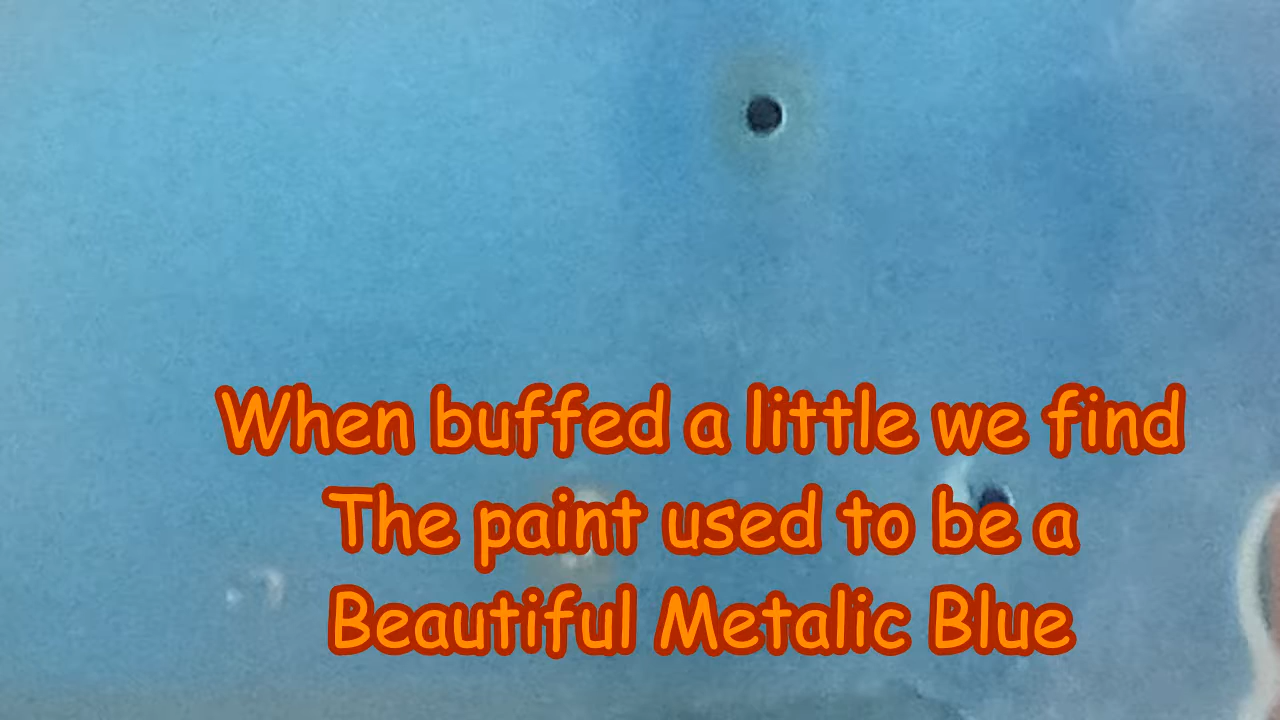 When buffed a little we find
The paint used to be a
Beautiful Metalic Blue